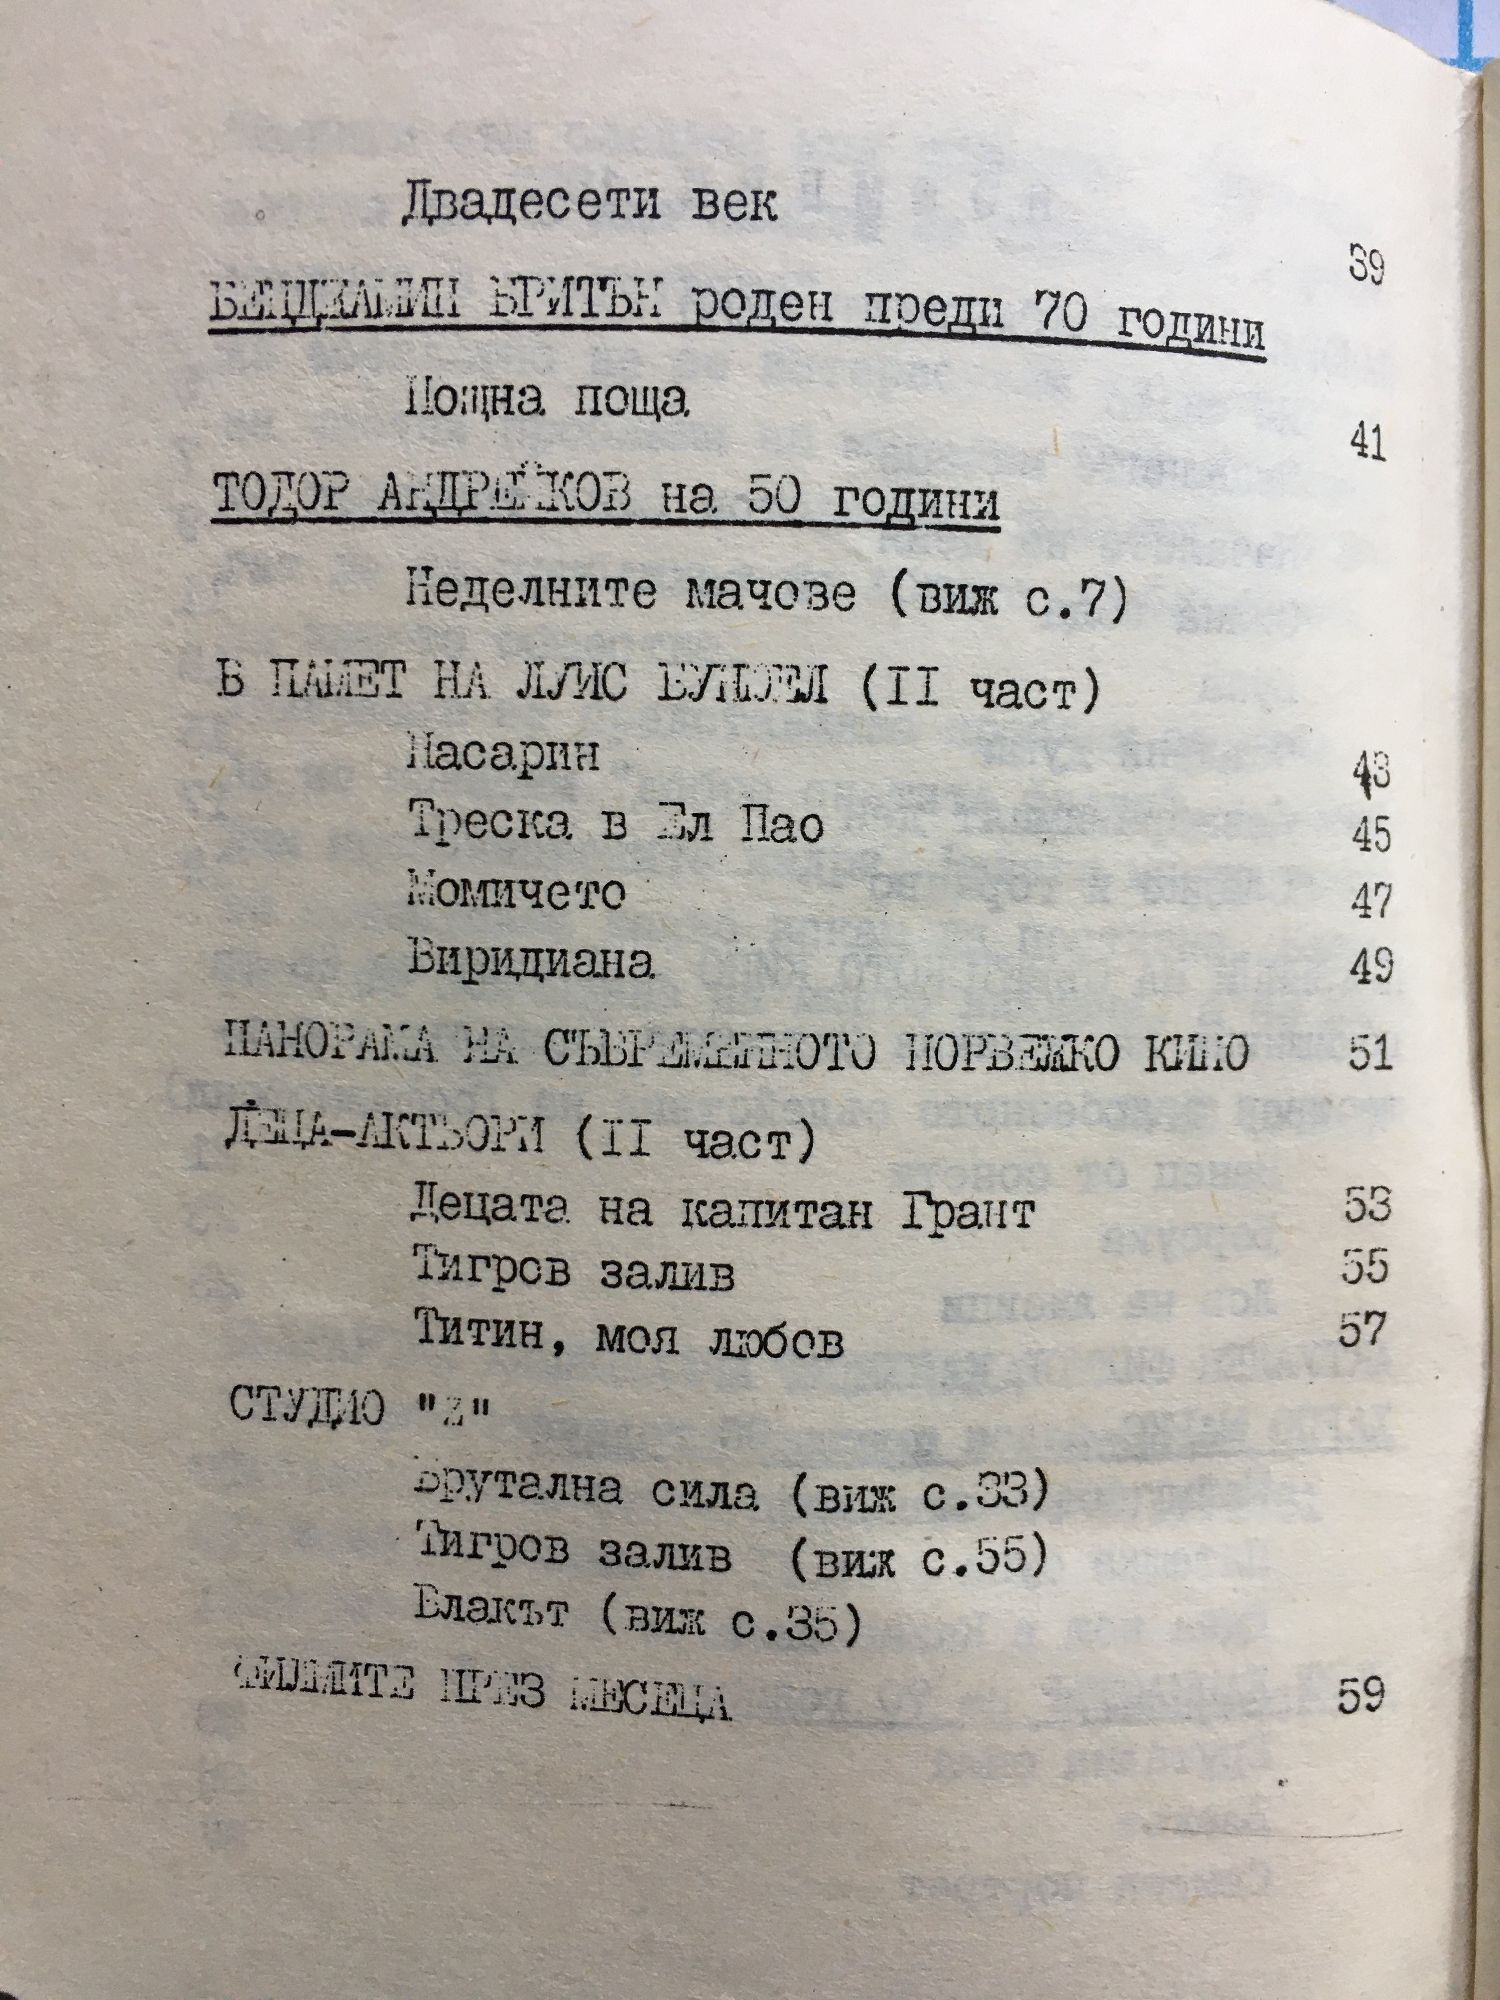 Двадесети век 39
БЕНДЖАМИН БРИТЪН роден преди 70 години
Нощна поща 41
ТОДОР АНДРЕЙКОВ на 50 години
Неделните мачове (виж с.7)
В ПАМЕТ НА ЛУИС БУНЮЕЛ (II част)
Насарин 43
Треска в Ел Пао 45
Момичето 47
Виридиана 49
ПАНОРАМА НА СЪВРЕМЕННОТО НОРВЕЖКО КИНО 51
ДЕЦА-АКТЬОРИ (II част)
Децата на капитан Грант 53
Тигров залив 55
Титин, моя любов 57
СТУДИО "Z"
Брутална сила (виж с.33)
Тигров залив (виж с.55)
Влакът (виж с.35)
ФИЛМИТЕ ПРЕЗ МЕСЕЦА 59